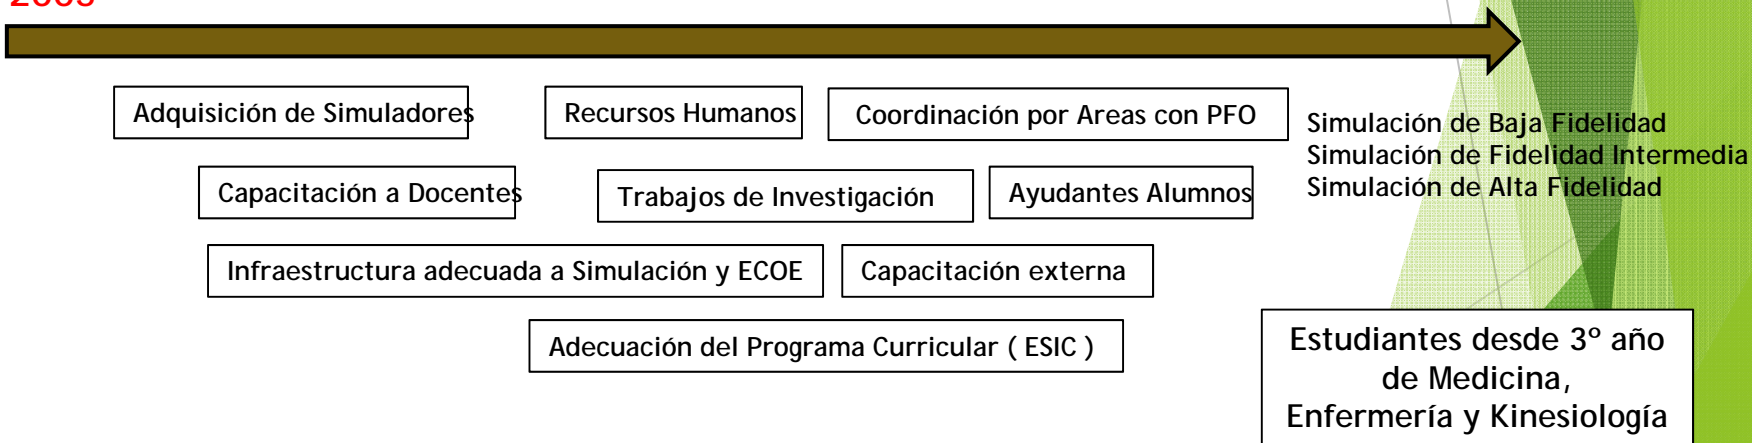 Adquisición de Simuladores
Recursos Humanos
Coordinación por Areas con PFO
Simulación de Baja Fidelidad
Simulación de Fidelidad Intermedia
Simulación de Alta Fidelidad
Capacitación a Docentes
Trabajos de Investigación
Ayudantes Alumnos
Infraestructura adecuada a Simulación y ECOE
Capacitación externa
Adecuación del Programa Curricular ( ESIC )
Estudiantes desde 3º año
de Medicina,
Enfermería y Kinesiología